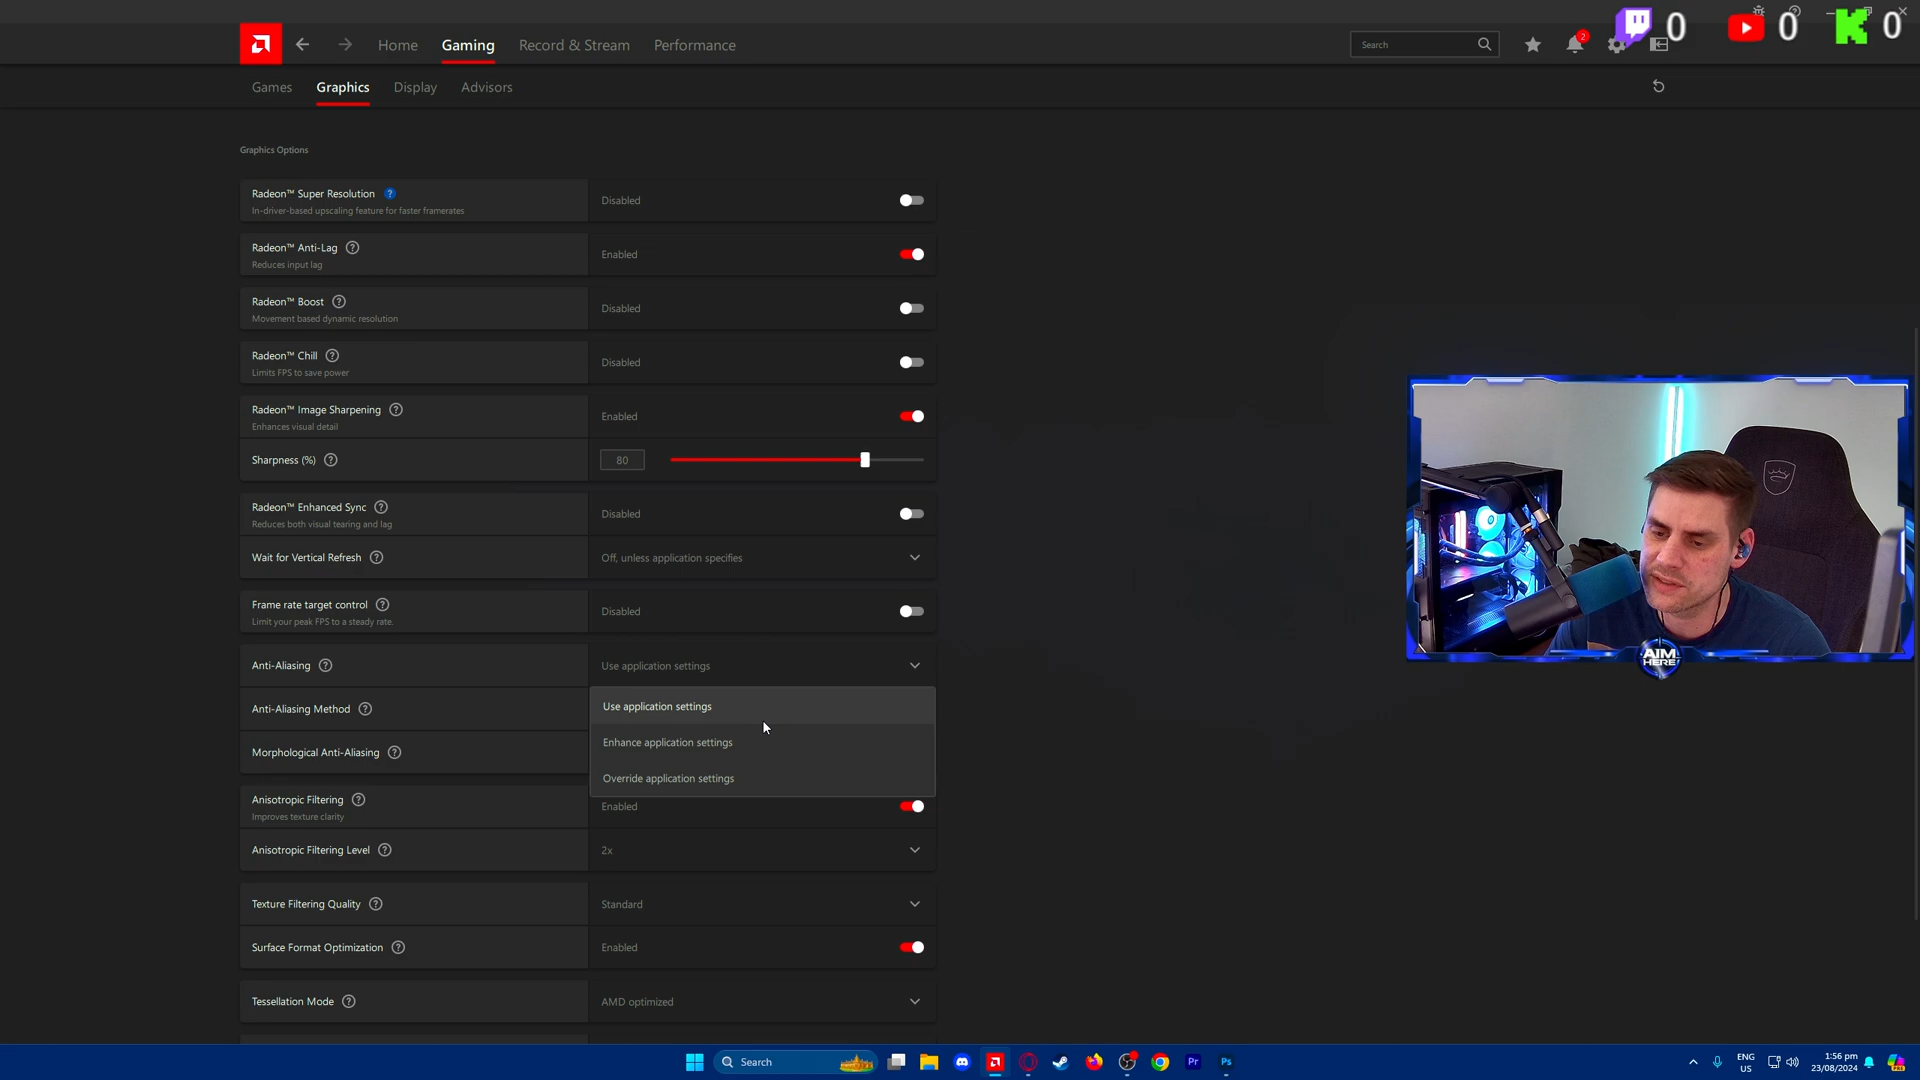 Home
Gaming
Record & Stream
Performance
Search
2
0
0
0
Games
Graphics
Display
Advisors
Graphics Options
Radeon™ Super Resolution ?
In-driver-based upscaling feature for faster framerates
Disabled
Radeon™ Anti-Lag ?
Reduces input lag
Enabled
Radeon™ Boost ?
Movement based dynamic resolution
Disabled
Radeon™ Chill ?
Limits FPS to save power
Disabled
Radeon™ Image Sharpening ?
Enhances visual detail
Enabled
Sharpness (%) ?
80
Radeon™ Enhanced Sync ?
Reduces both visual tearing and lag
Disabled
Wait for Vertical Refresh ?
Off, unless application specifies
Frame rate target control ?
Limit your peak FPS to a steady rate.
Disabled
Anti-Aliasing ?
Use application settings
Use application settings
Enhance application settings
Override application settings
Anti-Aliasing Method ?
Morphological Anti-Aliasing ?
Anisotropic Filtering ?
Improves texture clarity
Enabled
Anisotropic Filtering Level ?
2x
Texture Filtering Quality ?
Standard
Surface Format Optimization ?
Enabled
Tessellation Mode ?
AMD optimized
AIM
HERE
Search
Pr
Ps
ENG
US
1:56 pm
23/08/2024